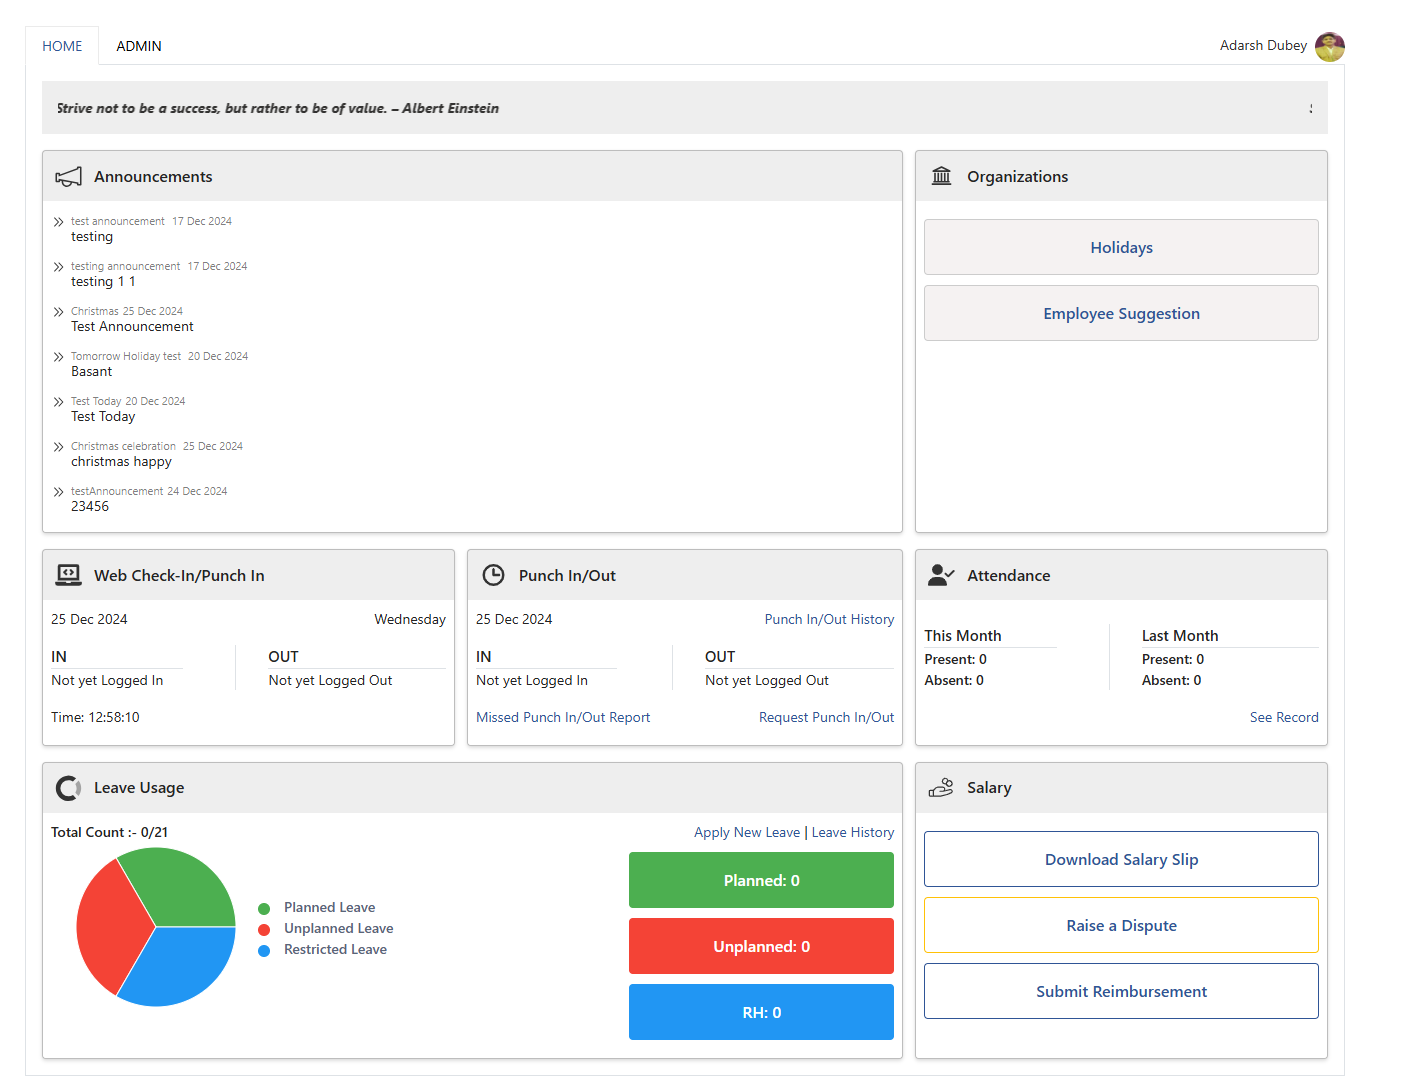 HOME ADMIN Adarsh Dubey
Strive not to be a success, but rather to be of value. – Albert Einstein
Announcements
test announcement 17 Dec 2024
testing
testing announcement 17 Dec 2024
testing 1 1
Christmas 25 Dec 2024
Test Announcement
Tomorrow Holiday test 20 Dec 2024
Basant
Test Today 20 Dec 2024
Test Today
Christmas celebration 25 Dec 2024
christmas happy
testAnnouncement 24 Dec 2024
23456
Organizations
Holidays
Employee Suggestion
Web Check-In/Punch In
25 Dec 2024 Wednesday
IN OUT
Not yet Logged In Not yet Logged Out
Time: 12:58:10
Punch In/Out
25 Dec 2024 Punch In/Out History
IN OUT
Not yet Logged In Not yet Logged Out
Missed Punch In/Out Report Request Punch In/Out
Attendance
This Month Last Month
Present: 0 Present: 0
Absent: 0 Absent: 0
See Record
Leave Usage
Total Count :- 0/21 Apply New Leave | Leave History
Planned Leave
Unplanned Leave
Restricted Leave
Planned: 0
Unplanned: 0
RH: 0
Salary
Download Salary Slip
Raise a Dispute
Submit Reimbursement